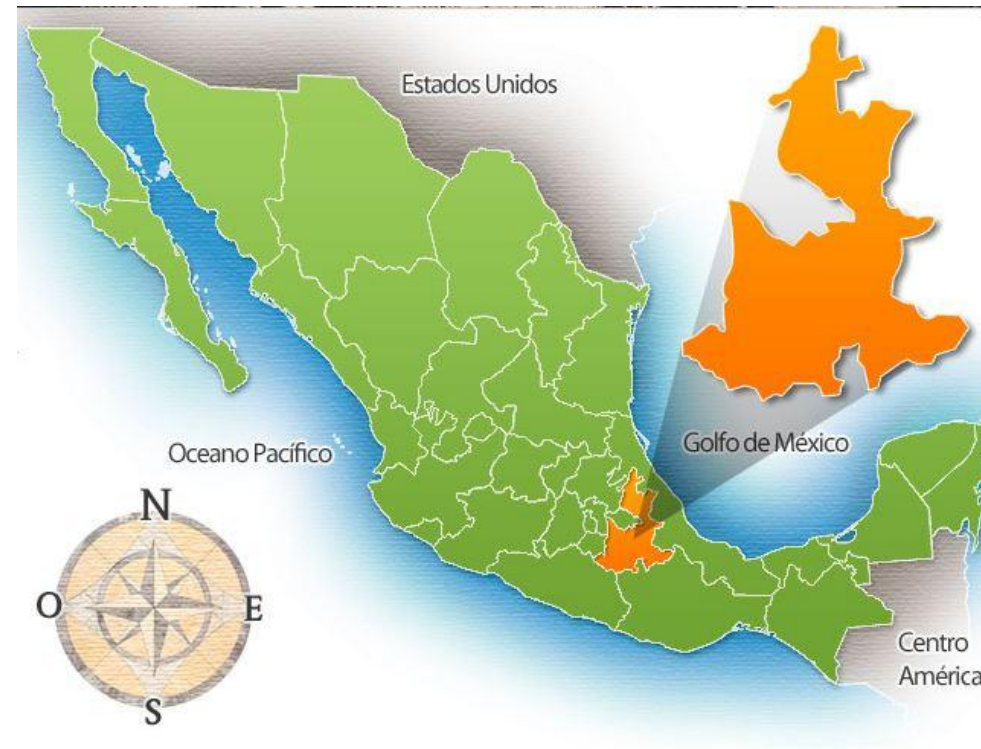 Estados Unidos
Golfo de México
Oceano Pacífico
N
O
E
S
Centro
América